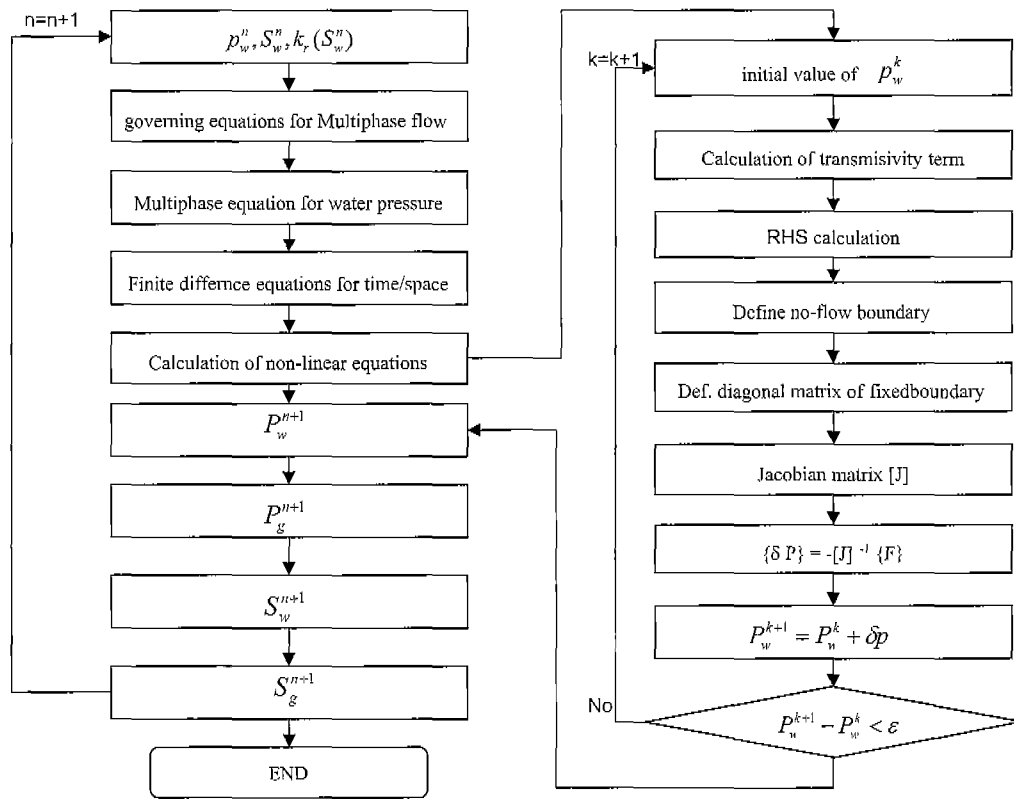 n=n+1
p_w^n, S_w^n, k_r(S_w^n)
governing equations for Multiphase flow
Multiphase equation for water pressure
Finite differnce equations for time/space
Calculation of non-linear equations
P_w^{n+1}
P_g^{n+1}
S_w^{n+1}
S_g^{n+1}
END
k=k+1
initial value of p_w^k
Calculation of transmisivity term
RHS calculation
Define no-flow boundary
Def. diagonal matrix of fixedboundary
Jacobian matrix [J]
{δ P} = -[J]^{-1} {F}
P_w^{k+1} = P_w^k + δp
No
P_w^{k+1} − P_w^k < ε